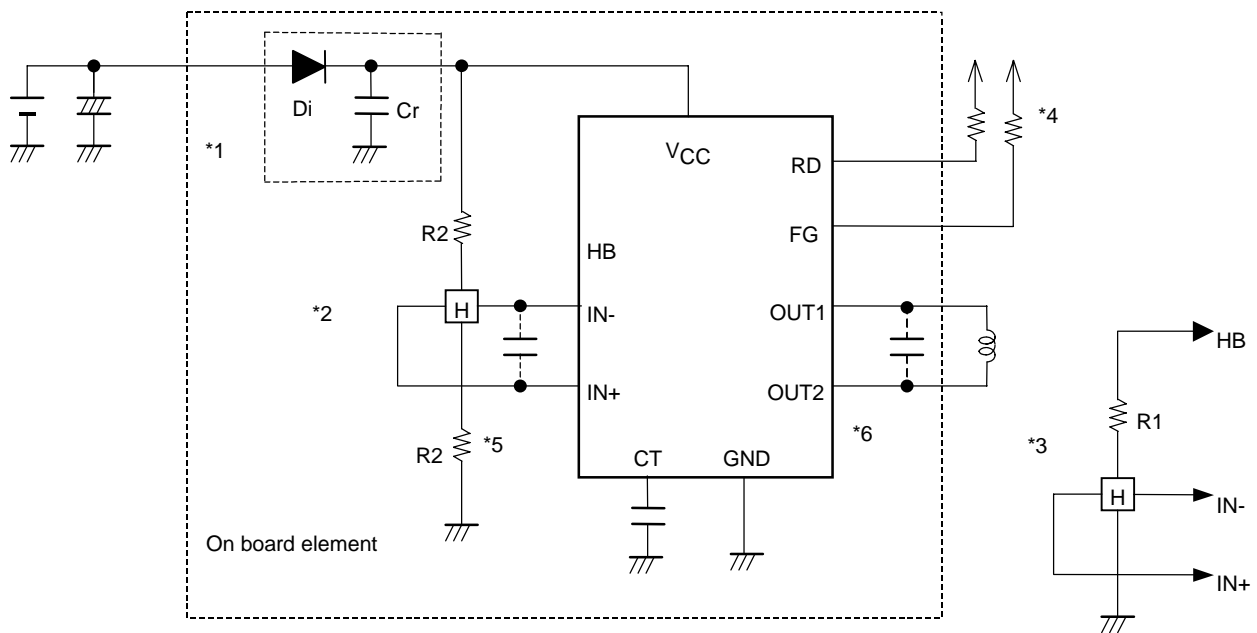 Di
Cr
*4
*1
VCC
RD
R2
FG
HB
*2
H
IN-
OUT1
HB
IN+
OUT2
R1
R2
*5
*6
*3
CT
GND
H
IN-
On board element
IN+